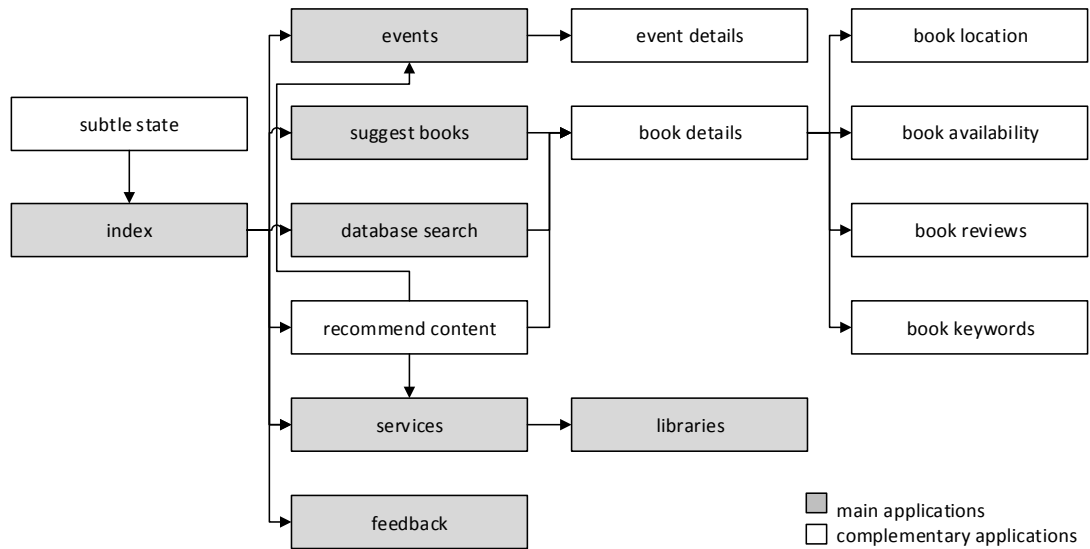 events
event details
book location
subtle state
suggest books
book details
book availability
index
database search
book reviews
recommend content
book keywords
services
libraries
feedback
main applications
complementary applications